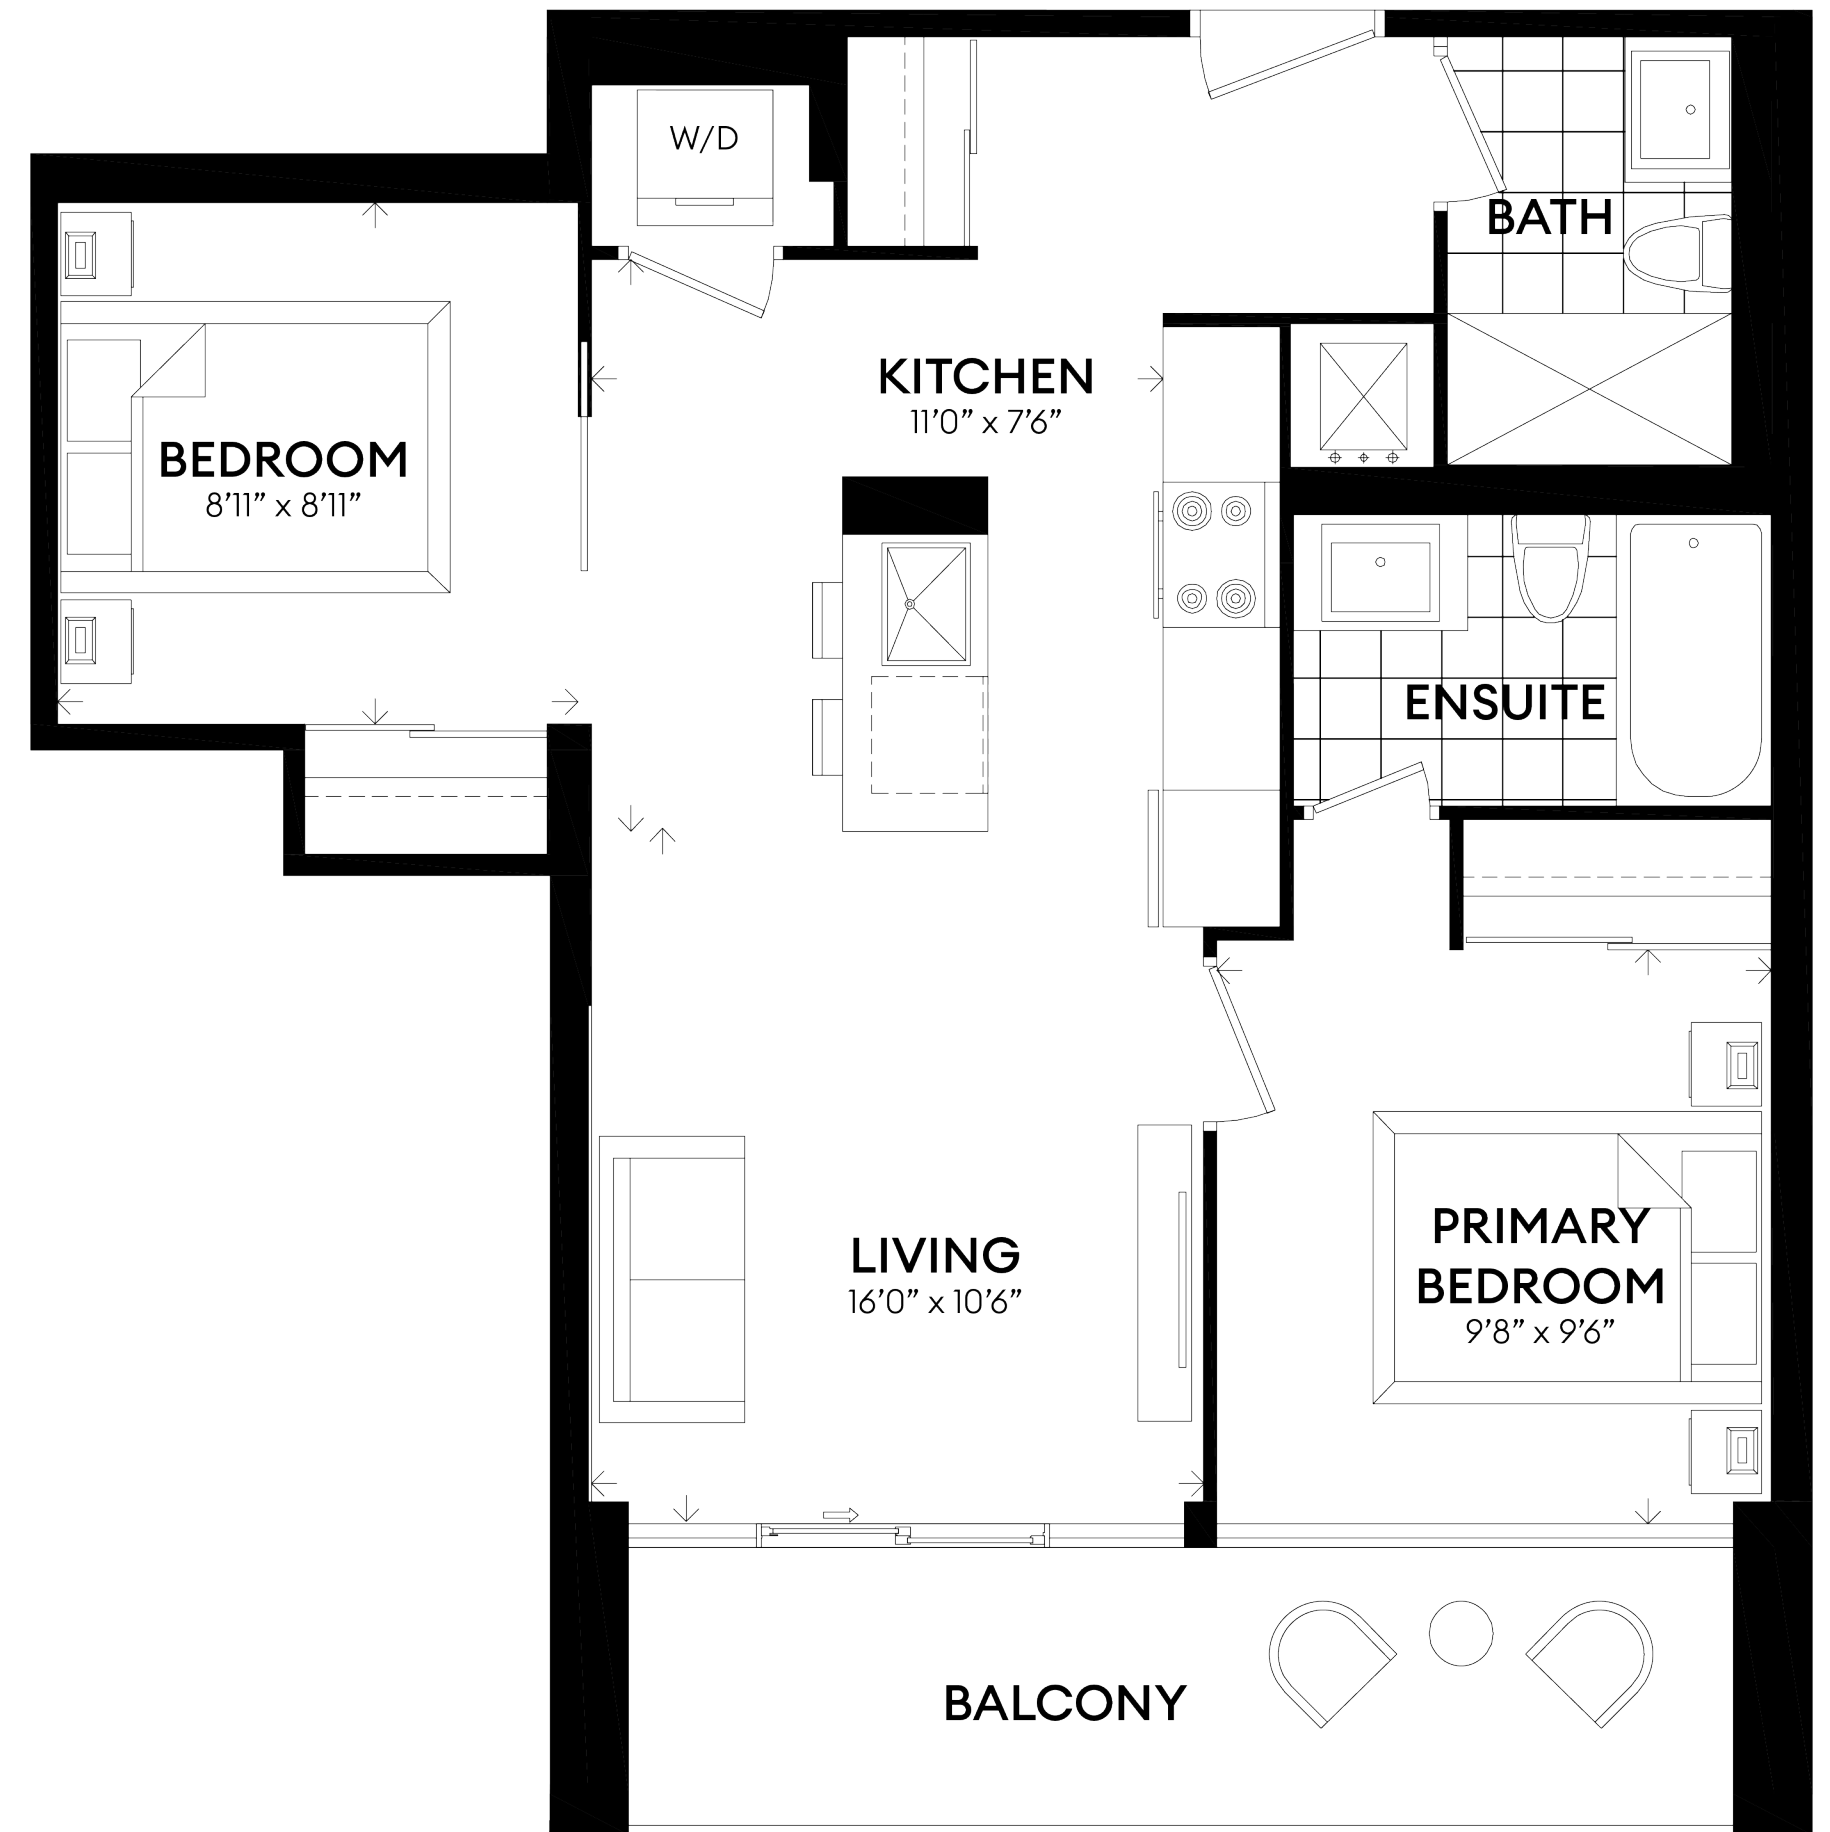 W/D
BATH
KITCHEN
11’0” x 7’6”
BEDROOM
8’11” x 8’11”
ENSUITE
LIVING
16’0” x 10’6”
PRIMARY
BEDROOM
9’8” x 9’6”
BALCONY